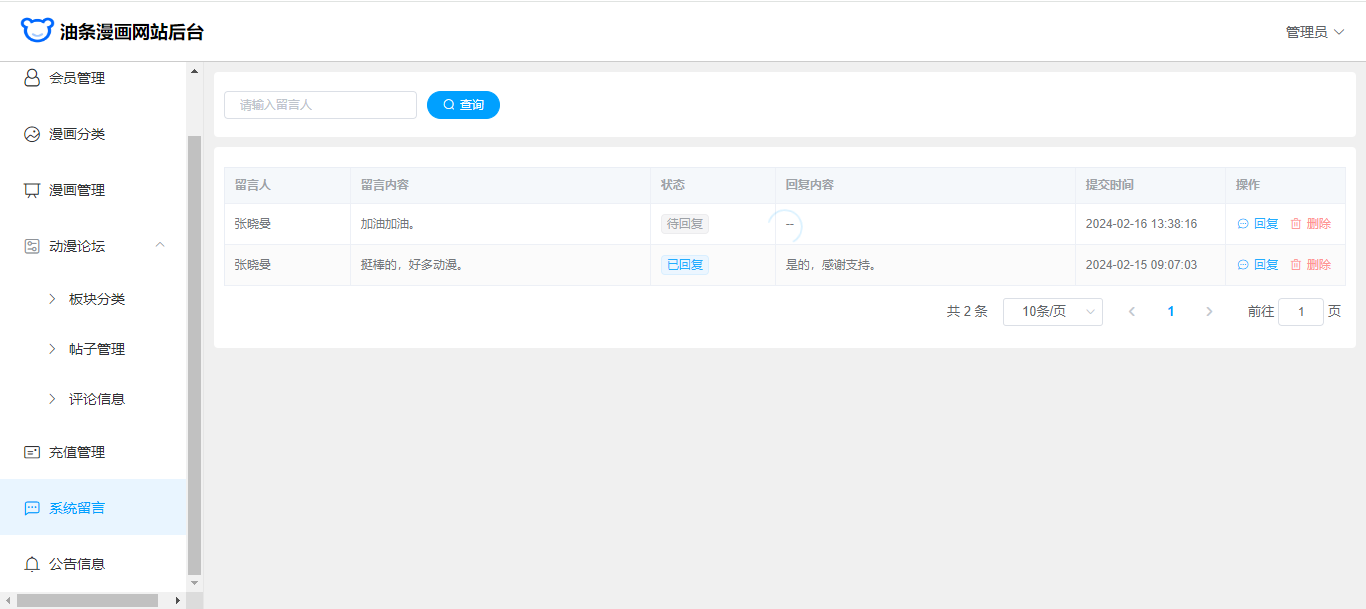 油条漫画网站后台
管理员
会员管理
漫画分类
漫画管理
动漫论坛
板块分类
帖子管理
评论信息
充值管理
系统留言
公告信息
请输入留言人 查询
留言人 留言内容 状态 回复内容 提交时间 操作
张晓曼 加油加油。 待回复 -- 2024-02-16 13:38:16 回复 删除
张晓曼 挺棒的，好多动漫。 已回复 是的，感谢支持。 2024-02-15 09:07:03 回复 删除
共 2 条 10条/页 1 前往 1 页